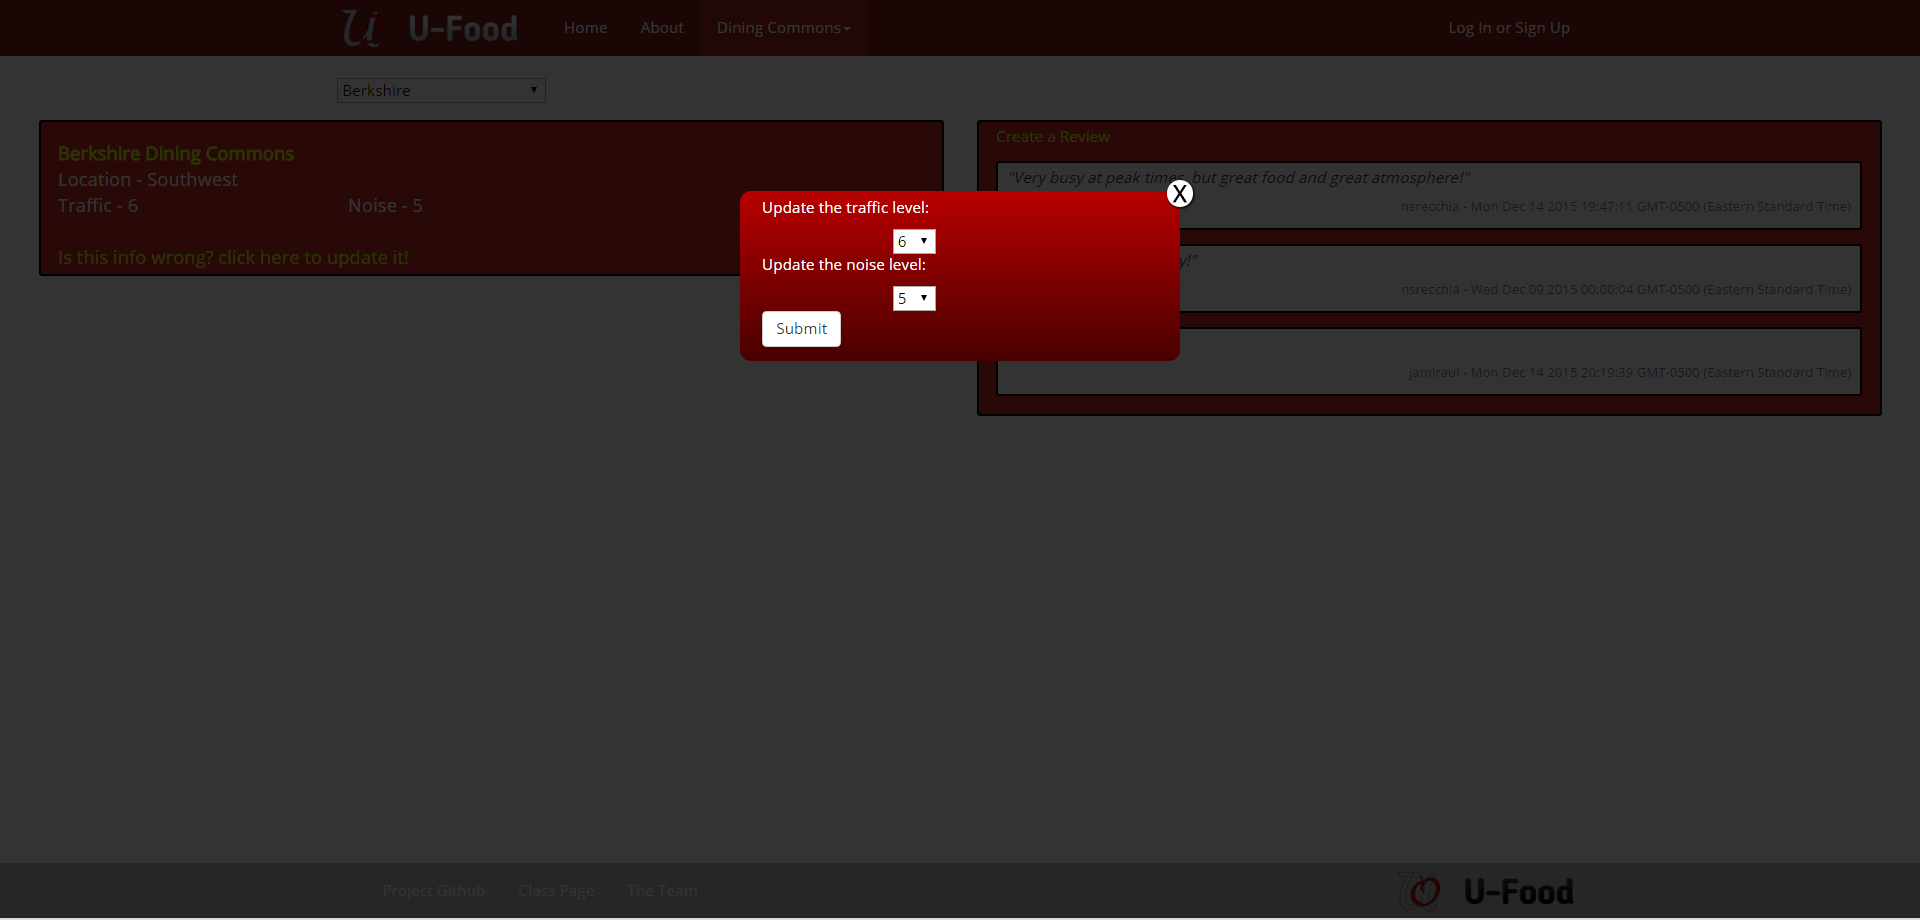 U-Food
Home
About
Dining Commons
Log In or Sign Up
Berkshire
Berkshire Dining Commons
Location - Southwest
Traffic - 6
Noise - 5
Is this info wrong? click here to update it!
Create a Review
"Very busy at peak times, but great food and great atmosphere!"
nsrecchia - Mon Dec 14 2015 19:47:11 GMT-0500 (Eastern Standard Time)
y!"
nsrecchia - Wed Dec 09 2015 00:00:04 GMT-0500 (Eastern Standard Time)
jamiraul - Mon Dec 14 2015 20:19:39 GMT-0500 (Eastern Standard Time)
X
Update the traffic level:
6
Update the noise level:
5
Submit
Project Github
Class Page
The Team
U-Food